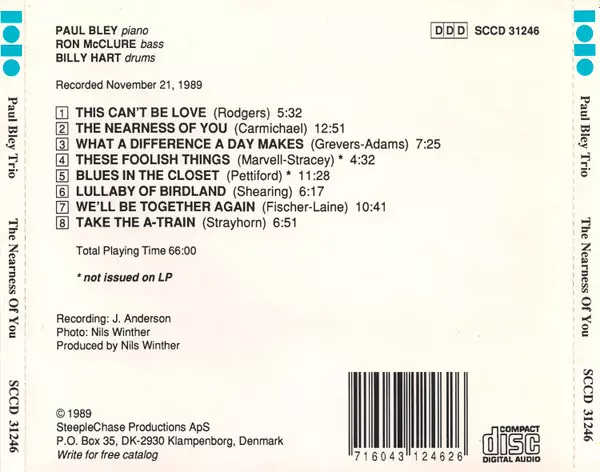 PAUL BLEY piano
RON McCLURE bass
BILLY HART drums
DDD SCCD 31246
Recorded November 21, 1989
1 THIS CAN'T BE LOVE (Rodgers) 5:32
2 THE NEARNESS OF YOU (Carmichael) 12:51
3 WHAT A DIFFERENCE A DAY MAKES (Grevers-Adams) 7:25
4 THESE FOOLISH THINGS (Marvell-Stracey) * 4:32
5 BLUES IN THE CLOSET (Pettiford) * 11:28
6 LULLABY OF BIRDLAND (Shearing) 6:17
7 WE'LL BE TOGETHER AGAIN (Fischer-Laine) 10:41
8 TAKE THE A-TRAIN (Strayhorn) 6:51
Total Playing Time 66:00
* not issued on LP
Recording: J. Anderson
Photo: Nils Winther
Produced by Nils Winther
© 1989
SteepleChase Productions ApS
P.O. Box 35, DK-2930 Klampenborg, Denmark
Write for free catalog
716043 124626
COMPACT
disc
DIGITAL AUDIO
Paul Bley Trio The Nearness Of You SCCD 31246
Paul Bley Trio The Nearness Of You SCCD 31246